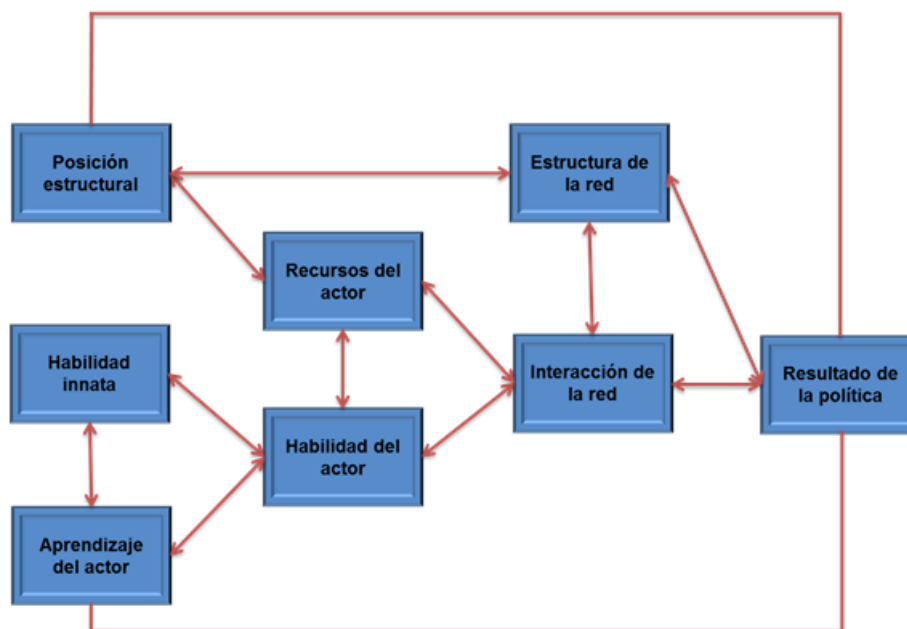 Posición
estructural
Estructura de
la red
Recursos del
actor
Habilidad
innata
Interacción de
la red
Resultado de
la política
Habilidad del
actor
Aprendizaje
del actor